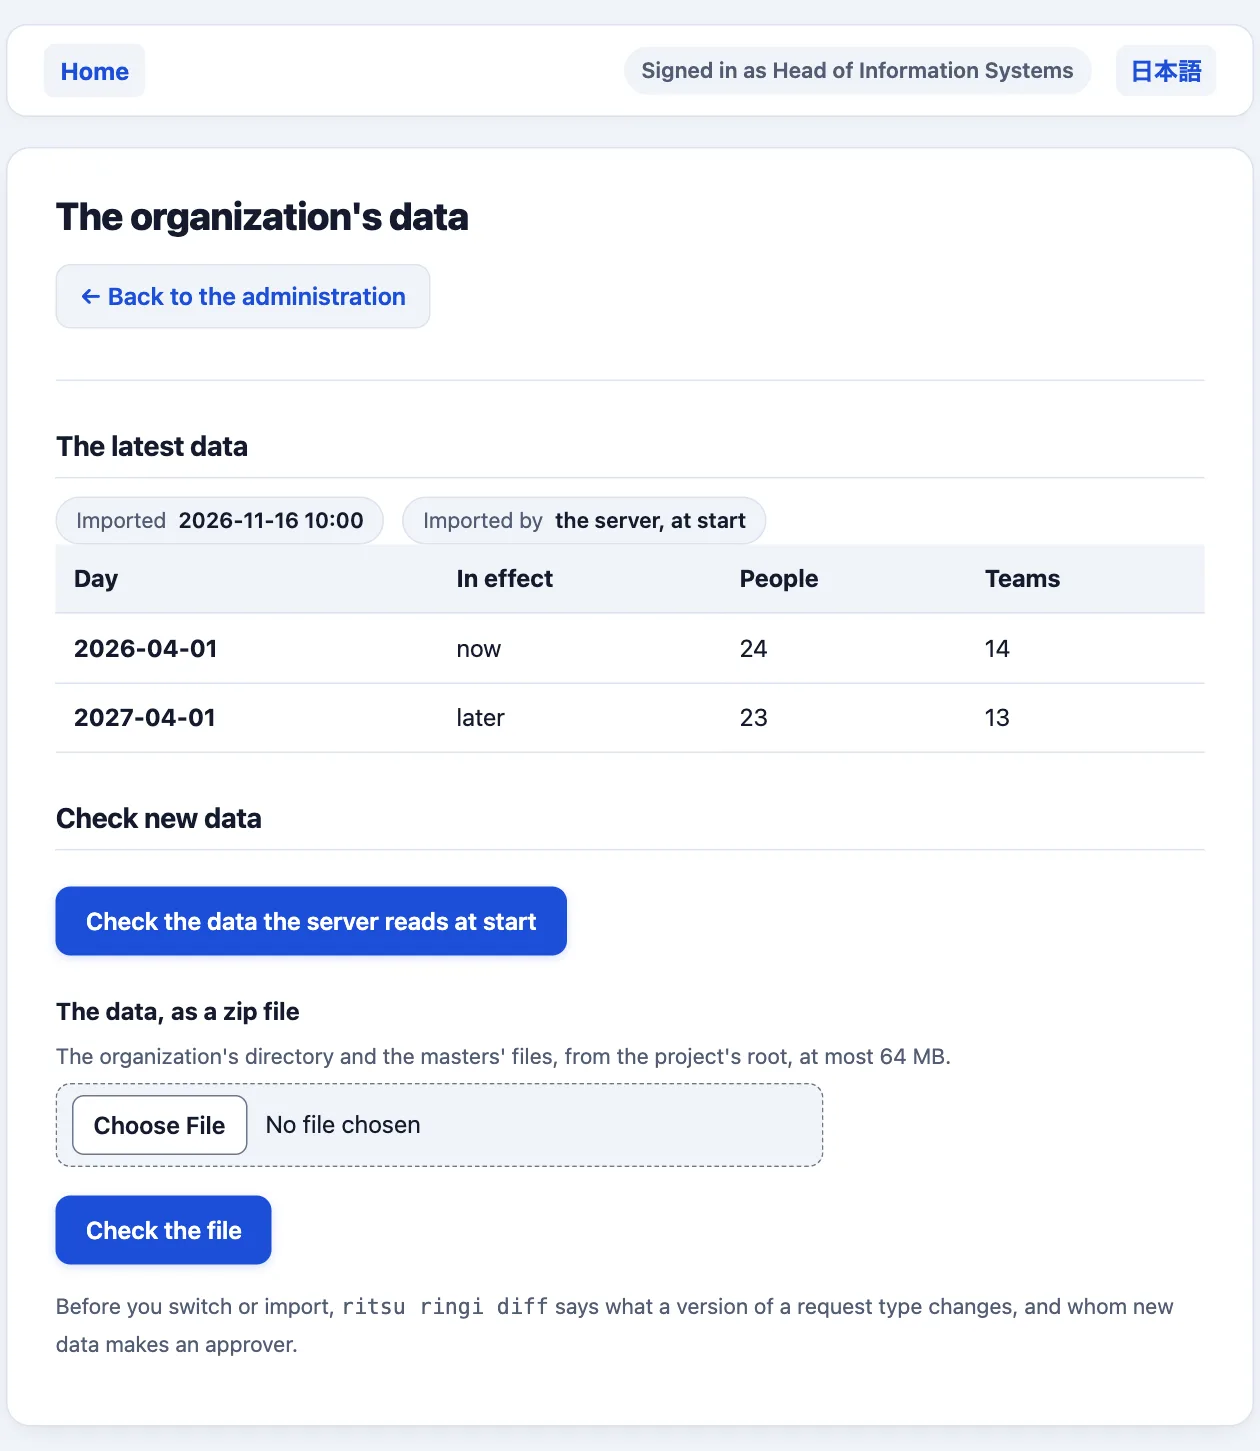 Home
Signed in as Head of Information Systems
日本語
The organization's data
← Back to the administration
The latest data
Imported 2026-11-16 10:00
Imported by the server, at start
Day In effect People Teams
2026-04-01 now 24 14
2027-04-01 later 23 13
Check new data
Check the data the server reads at start
The data, as a zip file
The organization's directory and the masters' files, from the project's root, at most 64 MB.
Choose File No file chosen
Check the file
Before you switch or import, ritsu ringi diff says what a version of a request type changes, and whom new
data makes an approver.